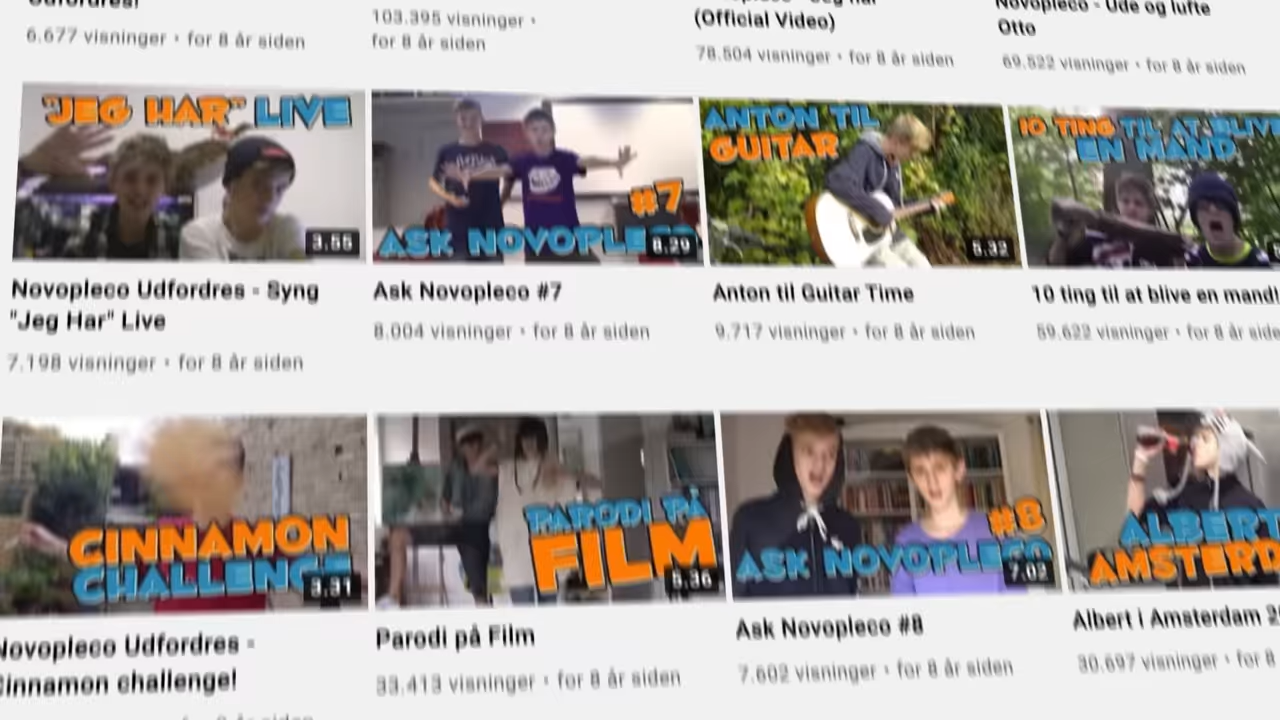 6.677 visninger • for 8 år siden
103.395 visninger •
for 8 år siden
(Official Video)
78.504 visninger • for 8 år siden
Novopleco - Ude og lufte
Otto
69.522 visninger • for 8 år siden
"JEG HAR" LIVE
3.55
#7
ASK NOVOPLECO
8.29
ANTON TIL
GUITAR
5.32
10 TING TIL AT BLIVE
EN MAND
Novopleco Udfordres - Syng
"Jeg Har" Live
7.198 visninger • for 8 år siden
Ask Novopleco #7
8.004 visninger • for 8 år siden
Anton til Guitar Time
9.717 visninger • for 8 år siden
10 ting til at blive en mand!
59.622 visninger • for 8 år side
CINNAMON
CHALLENGE
3.31
PARODI PÅ
FILM
5.36
#8
ASK NOVOPLECO
7.02
ALBERT
AMSTERD
Novopleco Udfordres -
Cinnamon challenge!
Parodi på Film
33.413 visninger • for 8 år siden
Ask Novopleco #8
7.602 visninger • for 8 år siden
Albert i Amsterdam
30.697 visninger • for 8